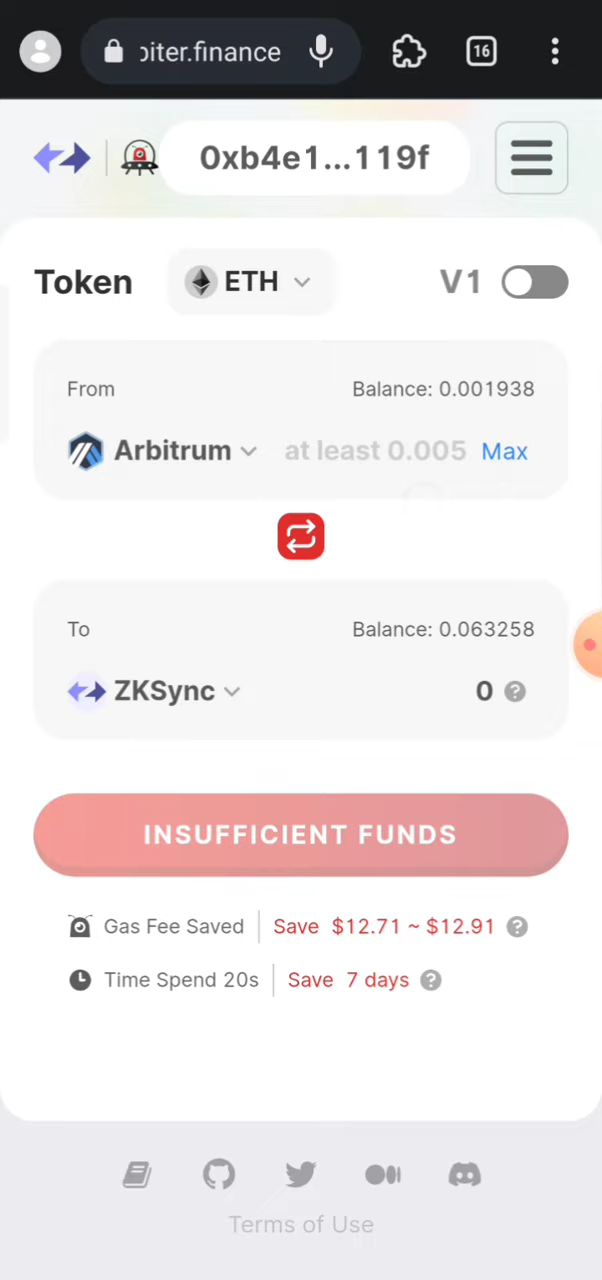 biter.finance
16
0xb4e1...119f
Token ETH V1
From Balance: 0.001938
Arbitrum at least 0.005 Max
To Balance: 0.063258
ZKSync 0 ?
INSUFFICIENT FUNDS
Gas Fee Saved Save $12.71 ~ $12.91 ?
Time Spend 20s Save 7 days ?
Terms of Use